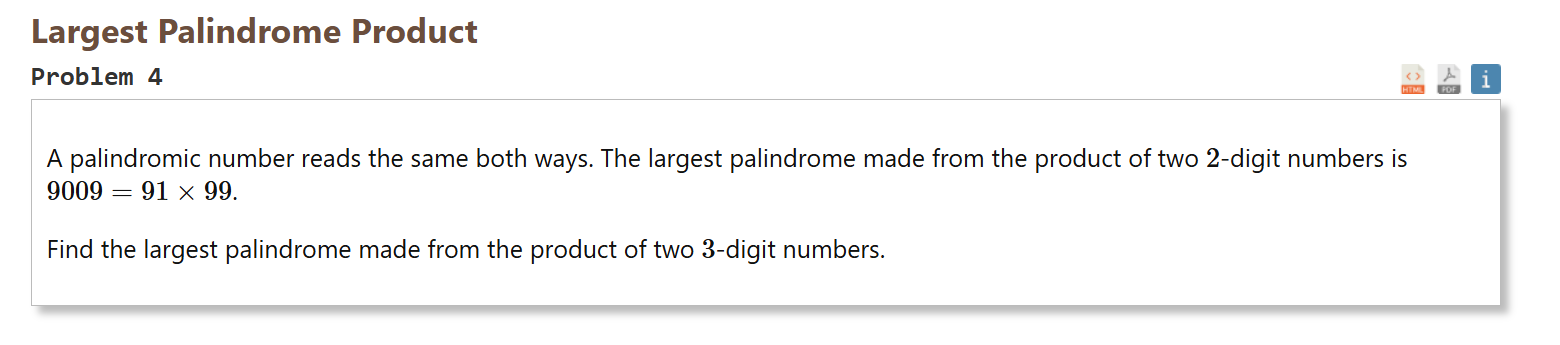 Largest Palindrome Product
Problem 4
HTML
PDF
i
A palindromic number reads the same both ways. The largest palindrome made from the product of two 2-digit numbers is
9009 = 91 × 99.
Find the largest palindrome made from the product of two 3-digit numbers.